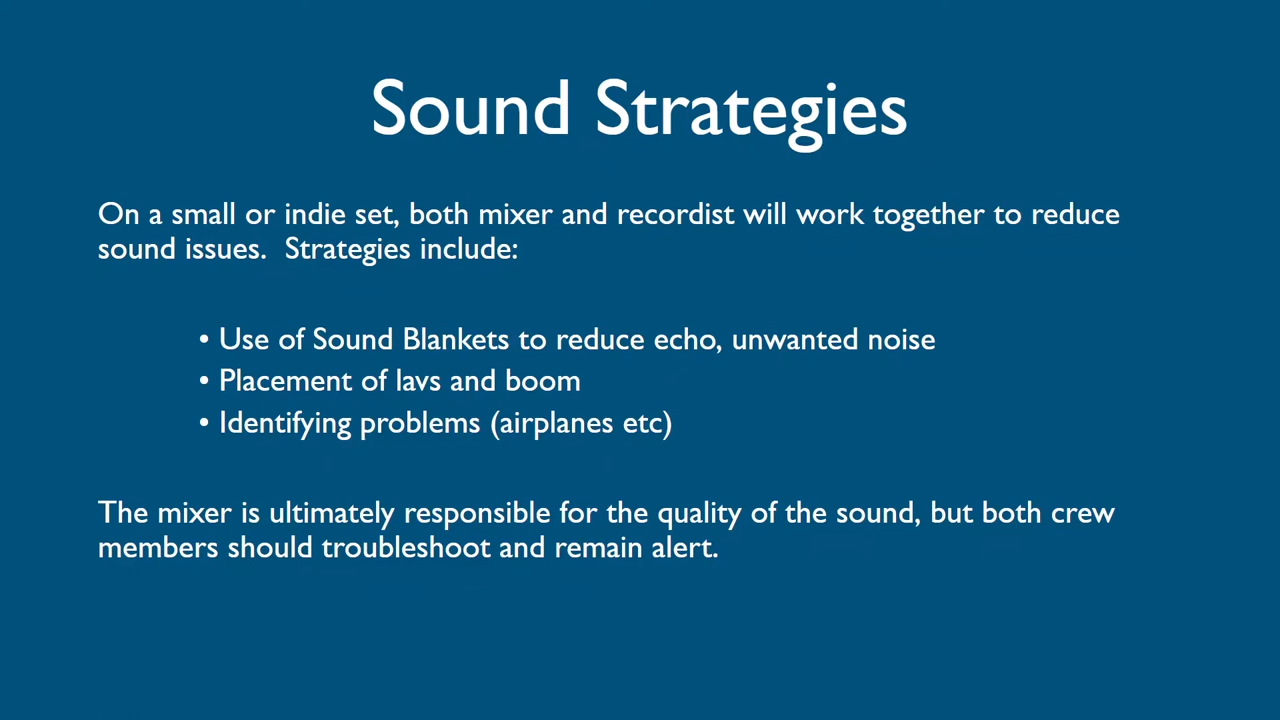 Sound Strategies
On a small or indie set, both mixer and recordist will work together to reduce
sound issues.  Strategies include:
• Use of Sound Blankets to reduce echo, unwanted noise
• Placement of lavs and boom
• Identifying problems (airplanes etc)
The mixer is ultimately responsible for the quality of the sound, but both crew
members should troubleshoot and remain alert.